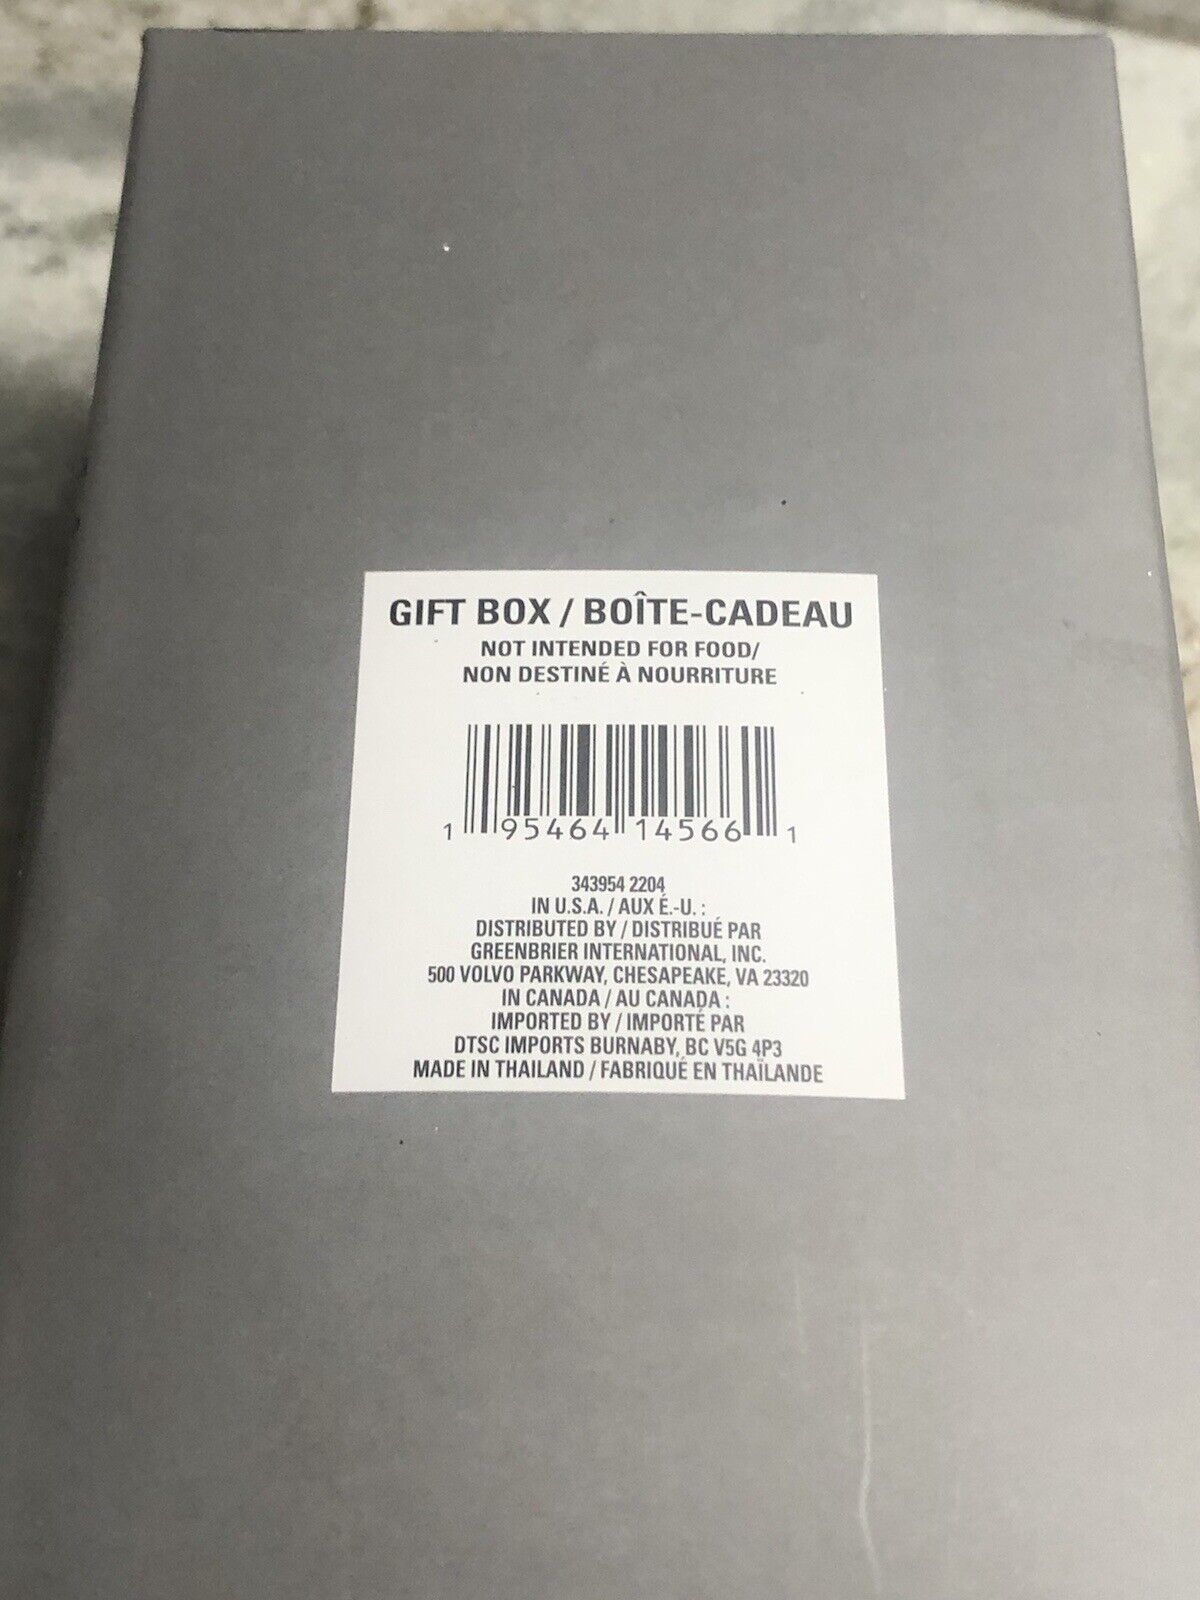 GIFT BOX / BOÎTE-CADEAU
NOT INTENDED FOR FOOD/
NON DESTINÉ À NOURRITURE
1 95464 14566 1
343954 2204
IN U.S.A. / AUX É.-U. :
DISTRIBUTED BY / DISTRIBUÉ PAR
GREENBRIER INTERNATIONAL, INC.
500 VOLVO PARKWAY, CHESAPEAKE, VA 23320
IN CANADA / AU CANADA :
IMPORTED BY / IMPORTÉ PAR
DTSC IMPORTS BURNABY, BC V5G 4P3
MADE IN THAILAND / FABRIQUÉ EN THAÏLANDE